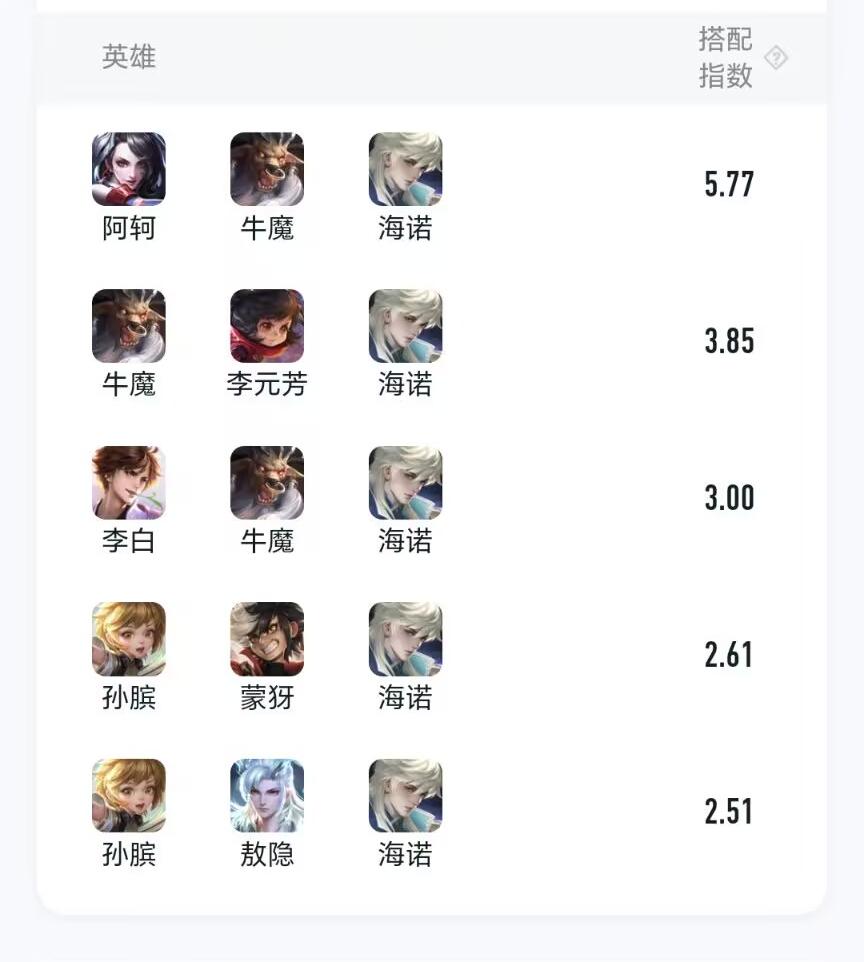 英雄
搭配
指数
阿轲 牛魔 海诺 5.77
牛魔 李元芳 海诺 3.85
李白 牛魔 海诺 3.00
孙膑 蒙犽 海诺 2.61
孙膑 敖隐 海诺 2.51